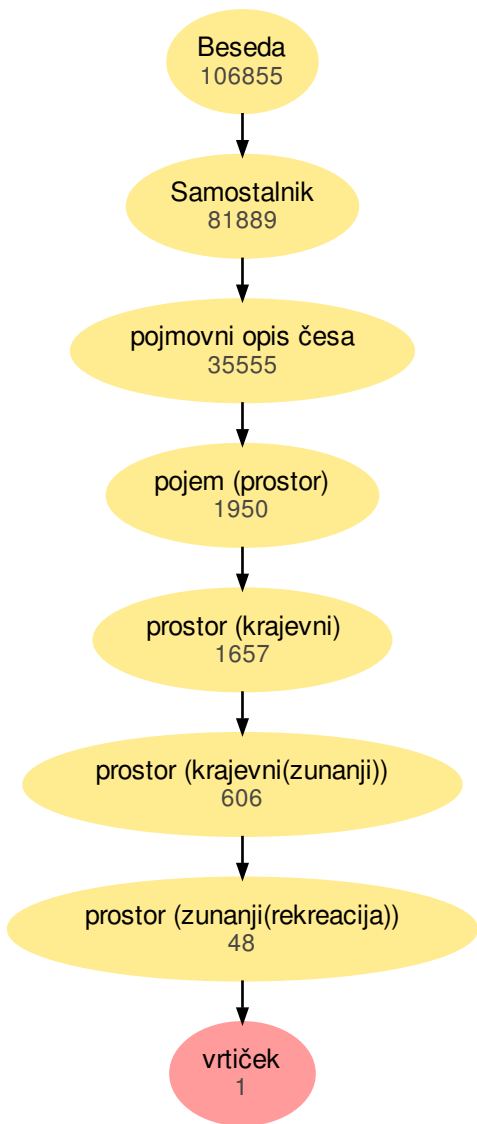 Beseda
106855
Samostalnik
81889
pojmovni opis česa
35555
pojem (prostor)
1950
prostor (krajevni)
1657
prostor (krajevni(zunanji))
606
prostor (zunanji(rekreacija))
48
vrtiček
1